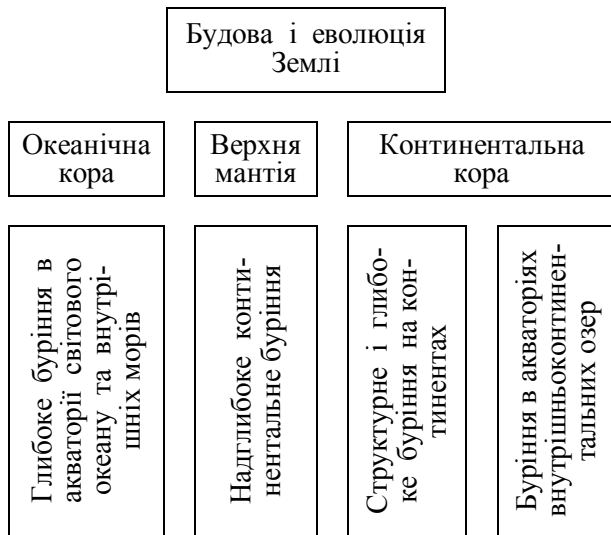 Будова і еволюція
Землі
Океанічна
кора
Верхня
мантія
Континентальна
кора
Глибоке буріння в
акваторії світового
океану та внутрі-
шніх морів
Надглибоке конти-
нентальне буріння
Структурне і глибо-
ке буріння на кон-
тинентах
Буріння в акваторіях
внутрішньоконтинен-
тальних озер